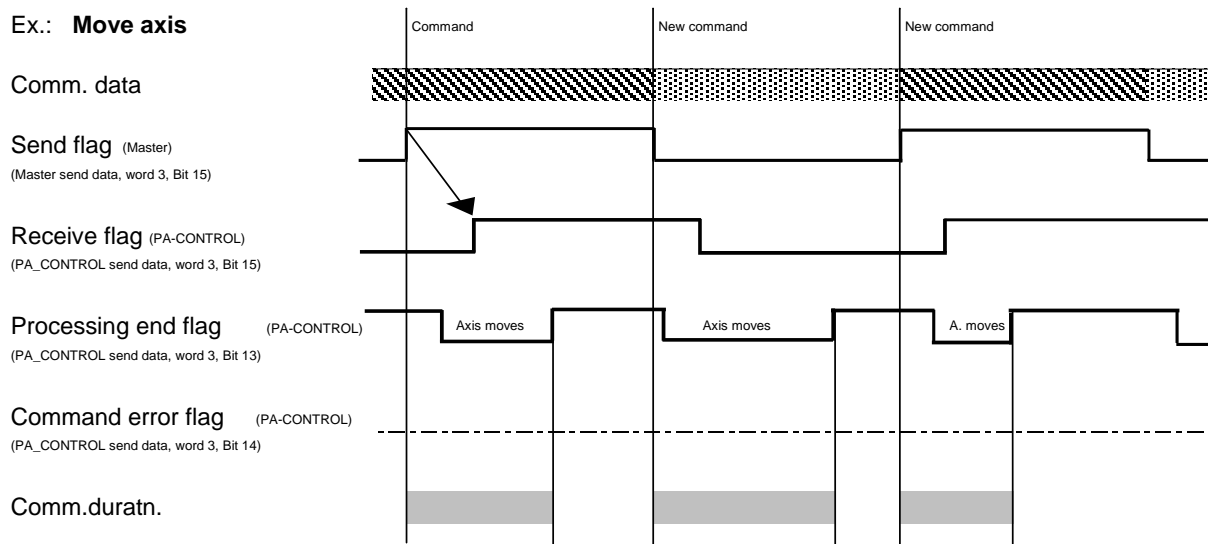 Ex.: Move axis
Command
New command
New command
Comm. data
Send flag (Master)
(Master send data, word 3, Bit 15)
Receive flag (PA-CONTROL)
(PA_CONTROL send data, word 3, Bit 15)
Processing end flag (PA-CONTROL)
Axis moves
Axis moves
A. moves
(PA_CONTROL send data, word 3, Bit 13)
Command error flag (PA-CONTROL)
(PA_CONTROL send data, word 3, Bit 14)
Comm.duratn.